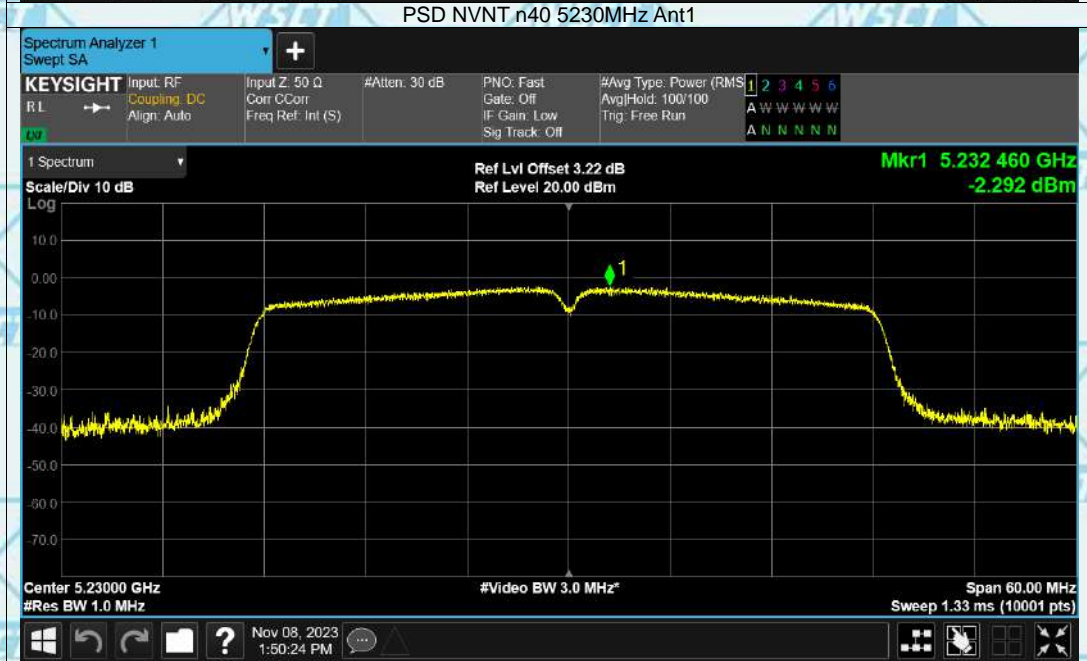 PSD NVNT n40 5230MHz Ant1
Spectrum Analyzer 1
Swept SA
+
KEYSIGHT
R L
LXI
Input: RF
Coupling: DC
Align: Auto
Input Z: 50 Ω
Corr CCorr
Freq Ref: Int (S)
#Atten: 30 dB
PNO: Fast
Gate: Off
IF Gain: Low
Sig Track: Off
#Avg Type: Power (RMS
Avg|Hold: 100/100
Trig: Free Run
1 2 3 4 5 6
A W W W W W
A N N N N N
1 Spectrum
Scale/Div 10 dB
Log
Ref Lvl Offset 3.22 dB
Ref Level 20.00 dBm
Mkr1 5.232 460 GHz
-2.292 dBm
10.0
0.00
-10.0
-20.0
-30.0
-40.0
-50.0
-60.0
-70.0
1
Center 5.23000 GHz
#Res BW 1.0 MHz
#Video BW 3.0 MHz*
Span 60.00 MHz
Sweep 1.33 ms (10001 pts)
?
Nov 08, 2023
1:50:24 PM